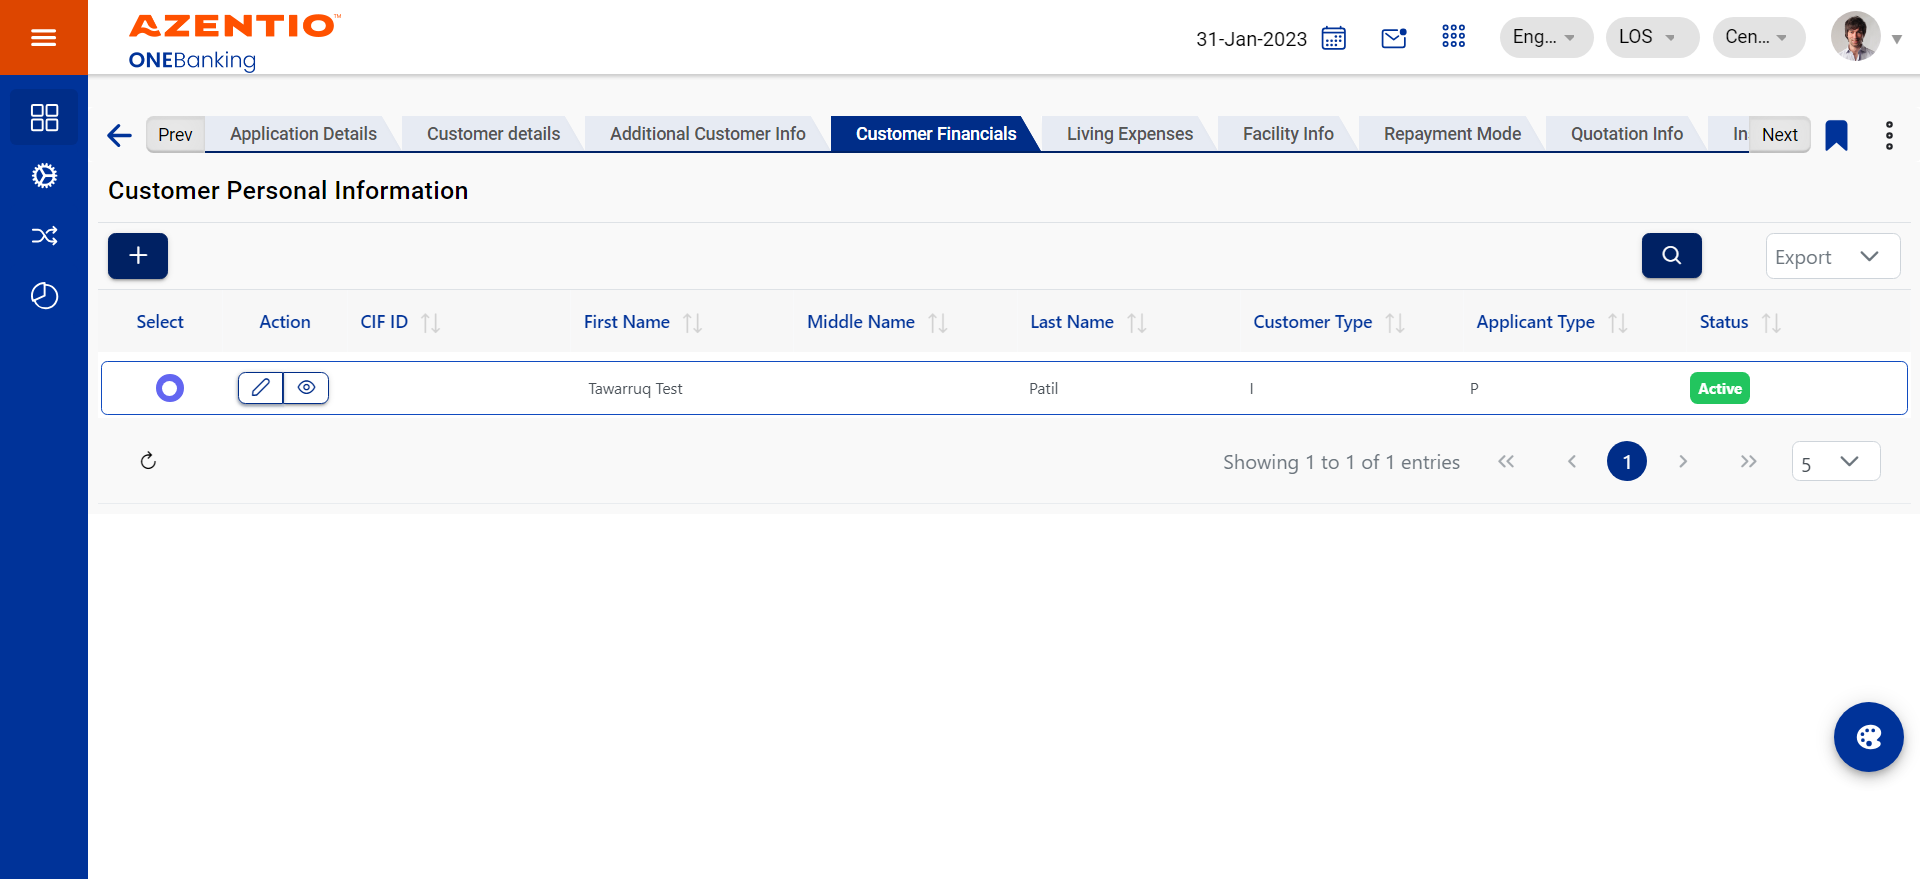 AZENTIO™
ONEBanking
31-Jan-2023
Eng...
LOS
Cen...
Prev
Application Details
Customer details
Additional Customer Info
Customer Financials
Living Expenses
Facility Info
Repayment Mode
Quotation Info
In
Next
Customer Personal Information
+
Export
Select Action CIF ID First Name Middle Name Last Name Customer Type Applicant Type Status
Tawarruq Test Patil I P Active
Showing 1 to 1 of 1 entries
1
5